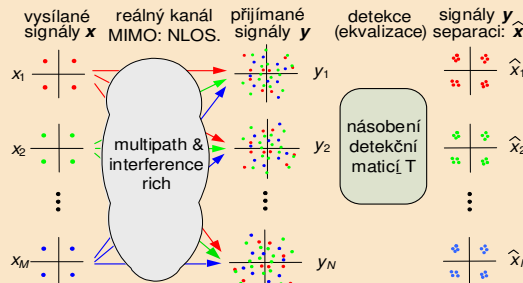 vysílané signály x
reálný kanál MIMO: NLOS.
přijímané signály y
detekce (ekvalizace)
signály y separaci: x̂
x1
y1
x̂1
x2
multipath & interference rich
y2
násobení detekční maticí T
x̂2
xM
yN